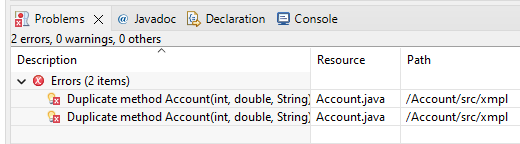 Problems @ Javadoc Declaration Console
2 errors, 0 warnings, 0 others
Description Resource Path
Errors (2 items)
Duplicate method Account(int, double, String) Account.java /Account/src/xmpl
Duplicate method Account(int, double, String) Account.java /Account/src/xmpl